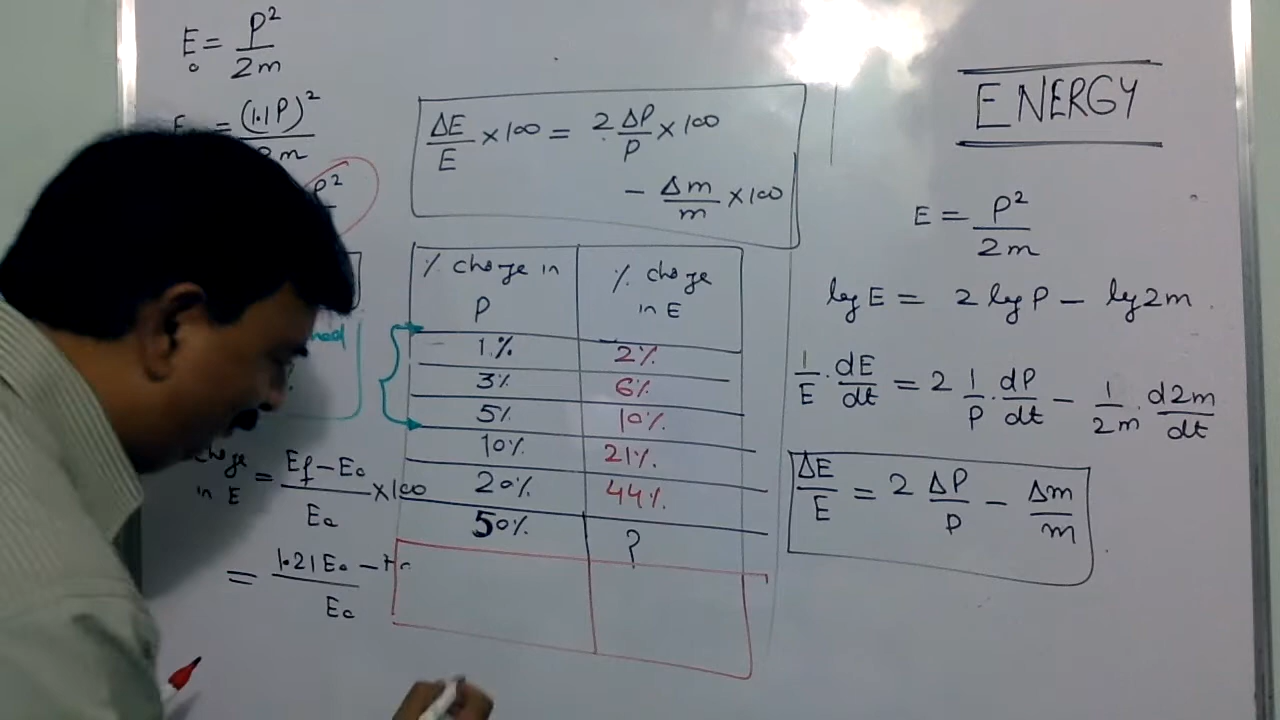 E₀ = P²/2m
= (1.1P)²/2m
P²
change in E = (Ef – E₀)/E₀ ×100
= 1.21E₀ –
E₀
ΔE/E ×100 = 2 ΔP/P ×100
– Δm/m ×100
% change in P
% change in E
1% 2%
3% 6%
5% 10%
10% 21%
20% 44%
50% ?
ENERGY
E = P²/2m
log E = 2 log P – log 2m
1/E . dE/dt = 2 1/P . dP/dt – 1/2m . d2m/dt
ΔE/E = 2 ΔP/P – Δm/m